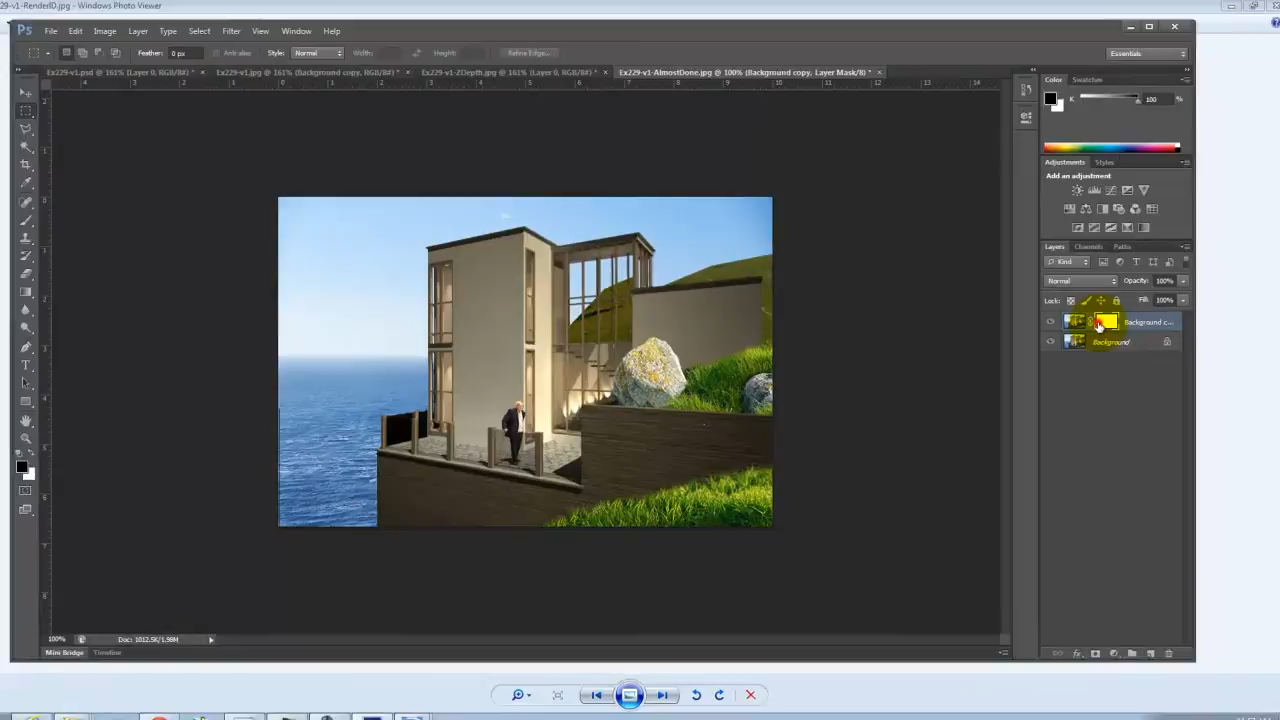 29-v1-RenderID.jpg - Windows Photo Viewer
Ps File Edit Image Layer Type Select Filter View Window Help
Feather: 0 px Anti-alias Style: Normal Width: Height: Refine Edge... Essentials
Ex229-v1.psd @ 161% (Layer 0, RGB/8#) * × Ex229-v1.jpg @ 161% (Background copy, RGB/8#) * × Ex229-v1-ZDepth.jpg @ 161% (Layer 0, RGB/8#) * × Ex229-v1-AlmostDone.jpg @ 100% (Background copy, Layer Mask/8) * ×
Color Swatches
K 100 %
Adjustments Styles
Add an adjustment
Layers Channels Paths
Kind
Normal Opacity: 100%
Lock: Fill: 100%
Background c...
Background
100% Doc: 1012.5K/1.98M
Mini Bridge Timeline